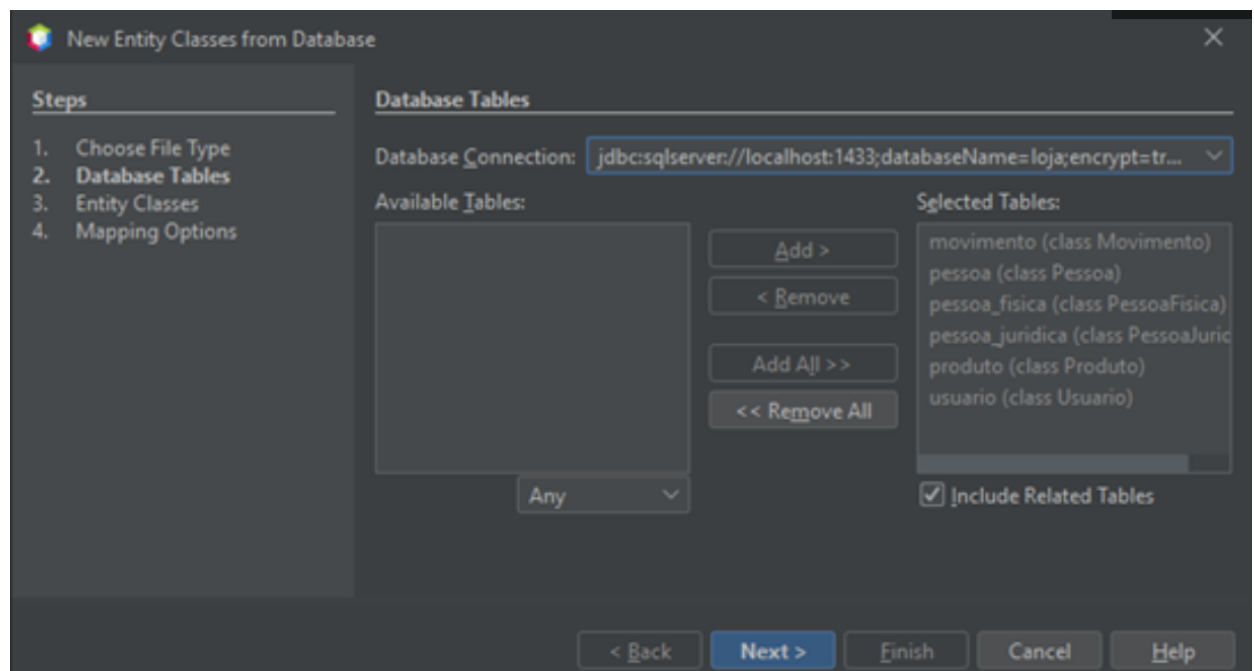 New Entity Classes from Database
Steps
1. Choose File Type
2. Database Tables
3. Entity Classes
4. Mapping Options
Database Tables
Database Connection: jdbc:sqlserver://localhost:1433;databaseName=loja;encrypt=tr...
Available Tables:
Any
Add >
< Remove
Add All >>
<< Remove All
Selected Tables:
movimento (class Movimento)
pessoa (class Pessoa)
pessoa_fisica (class PessoaFisica)
pessoa_juridica (class PessoaJuric
produto (class Produto)
usuario (class Usuario)
Include Related Tables
< Back Next > Finish Cancel Help